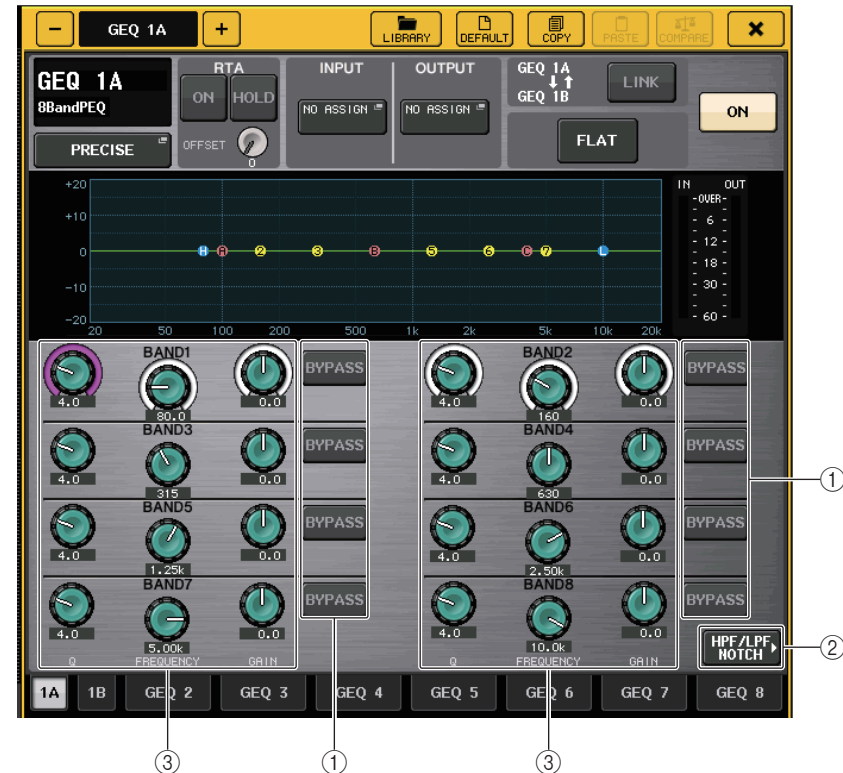 GEQ 1A
LIBRARY
DEFAULT
COPY
PASTE
COMPARE
GEQ 1A
8BandPEQ
PRECISE
RTA
ON
HOLD
OFFSET
0
INPUT
NO ASSIGN
OUTPUT
NO ASSIGN
GEQ 1A
GEQ 1B
LINK
FLAT
ON
+20
+10
0
-10
-20
H A 2 3 B 5 6 C 7 L
20 50 100 200 500 1k 2k 5k 10k 20k
IN OUT
-OVER-
- 6 -
- 12 -
- 18 -
- 30 -
- 60 -
BAND1
4.0 80.0 0.0
BYPASS
BAND2
4.0 160 0.0
BYPASS
BAND3
4.0 315 0.0
BYPASS
BAND4
4.0 630 0.0
BYPASS
BAND5
4.0 1.25k 0.0
BYPASS
BAND6
4.0 2.50k 0.0
BYPASS
BAND7
4.0 5.00k 0.0
BYPASS
BAND8
4.0 10.0k 0.0
BYPASS
Q FREQUENCY GAIN
Q FREQUENCY GAIN
HPF/LPF
NOTCH
1A 1B GEQ 2 GEQ 3 GEQ 4 GEQ 5 GEQ 6 GEQ 7 GEQ 8
①
②
③ ① ③